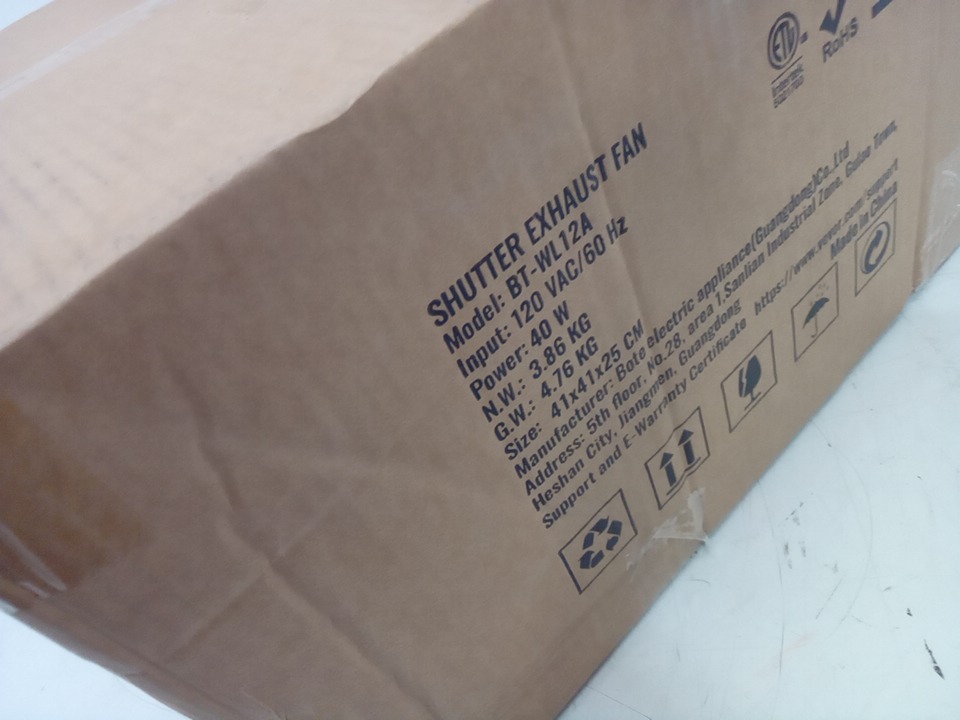 ETL
Intertek
RoHS
SHUTTER EXHAUST FAN
Model: BT-WL12A
Input: 120 VAC/60 Hz
Power: 40 W
N.W.: 3.86 KG
G.W.: 4.76 KG
Size: 41x41x25 CM
Manufacturer: Bote electric appliance(Guangdong)Co.,Ltd
Address: 5th floor, No.28, area 1.Sanlian Industrial Zone, Gulao Town,
Heshan City, Jiangmen, Guangdong
Support and E-Warranty Certificate https://www.vevor.com/support
Made in China